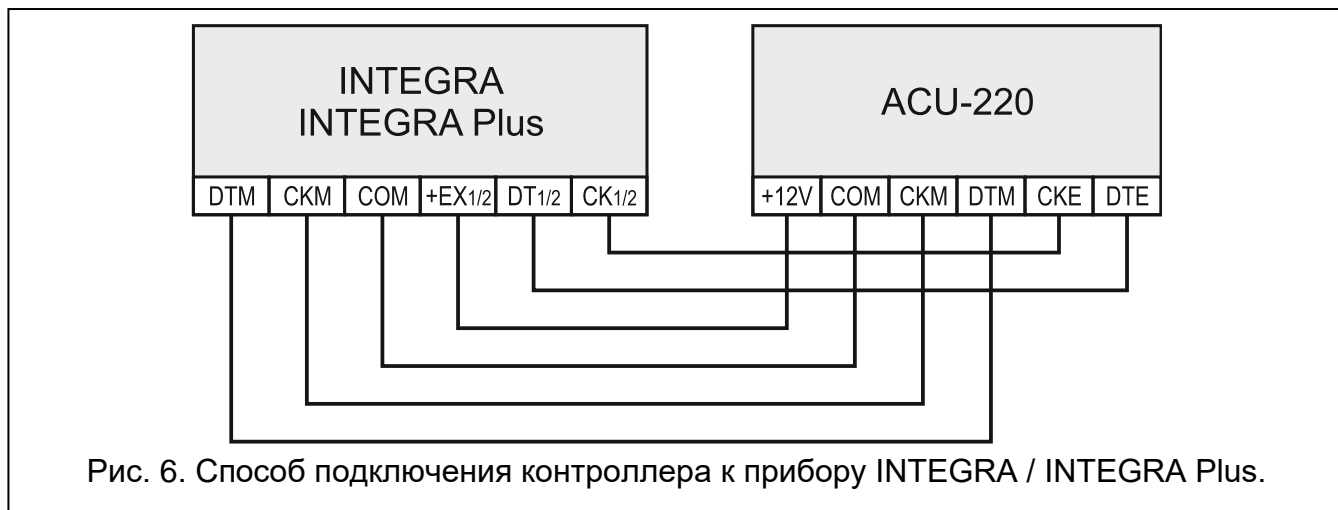 INTEGRA
INTEGRA Plus
ACU-220
DTM CKM COM +EX1/2 DT1/2 CK1/2
+12V COM CKM DTM CKE DTE
Рис. 6. Способ подключения контроллера к прибору INTEGRA / INTEGRA Plus.